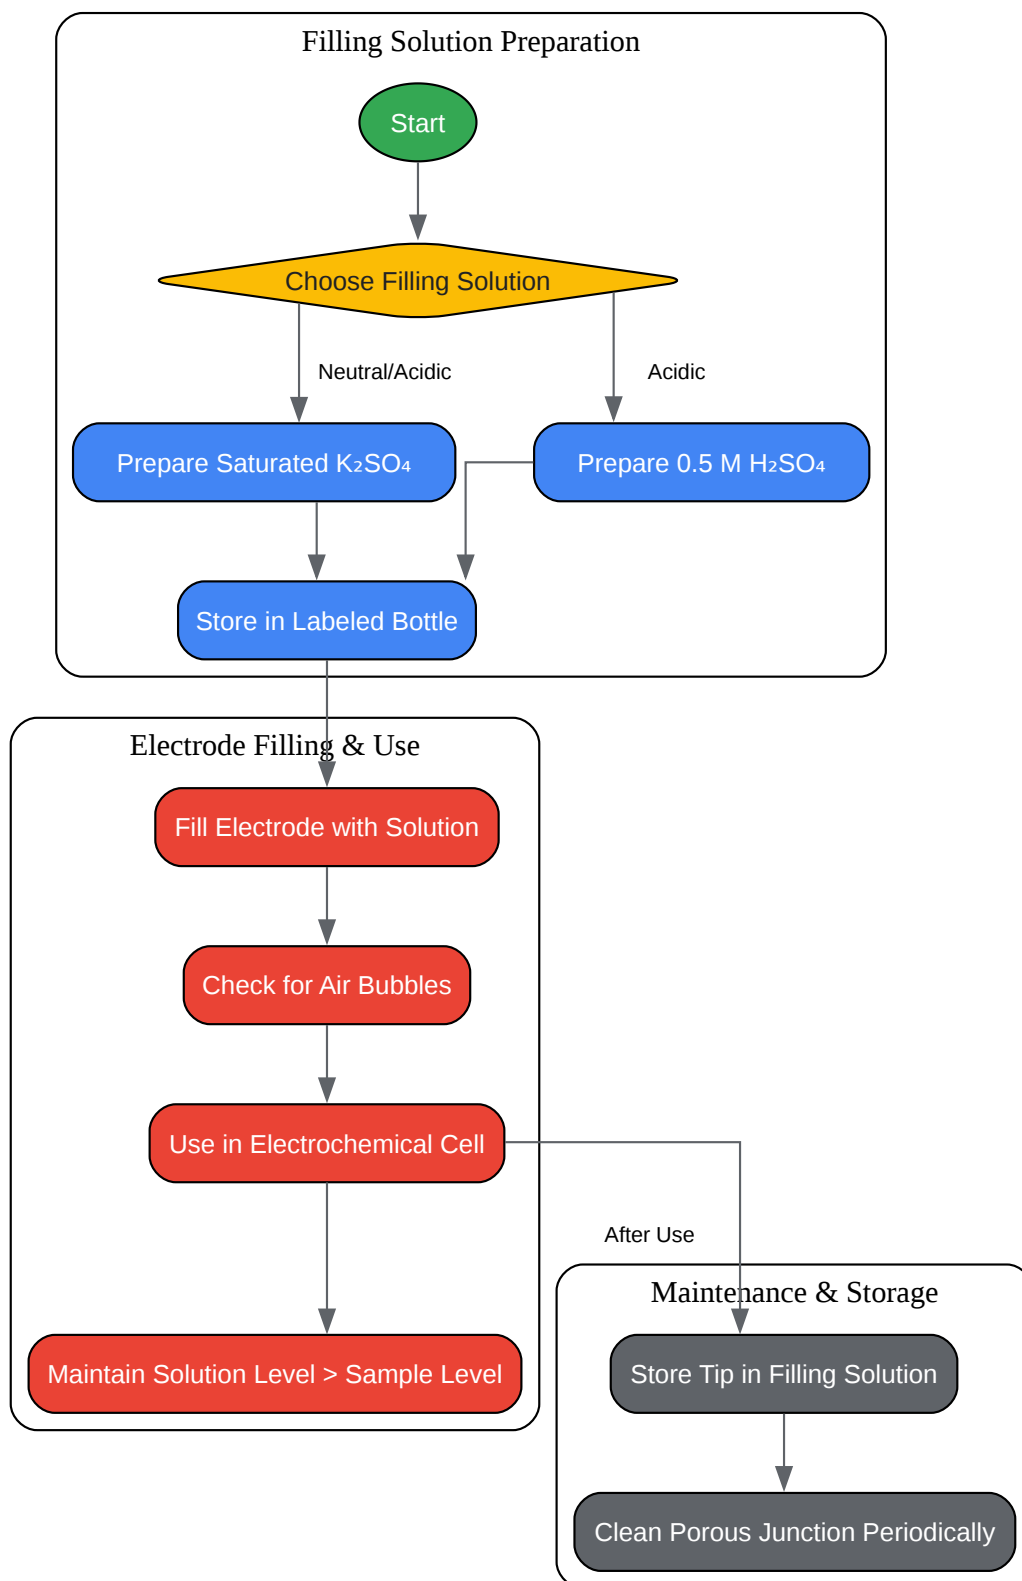 Filling Solution Preparation
Start
Choose Filling Solution
Neutral/Acidic
Acidic
Prepare Saturated K₂SO₄
Prepare 0.5 M H₂SO₄
Store in Labeled Bottle
Electrode Filling & Use
Fill Electrode with Solution
Check for Air Bubbles
Use in Electrochemical Cell
After Use
Maintenance & Storage
Maintain Solution Level > Sample Level
Store Tip in Filling Solution
Clean Porous Junction Periodically